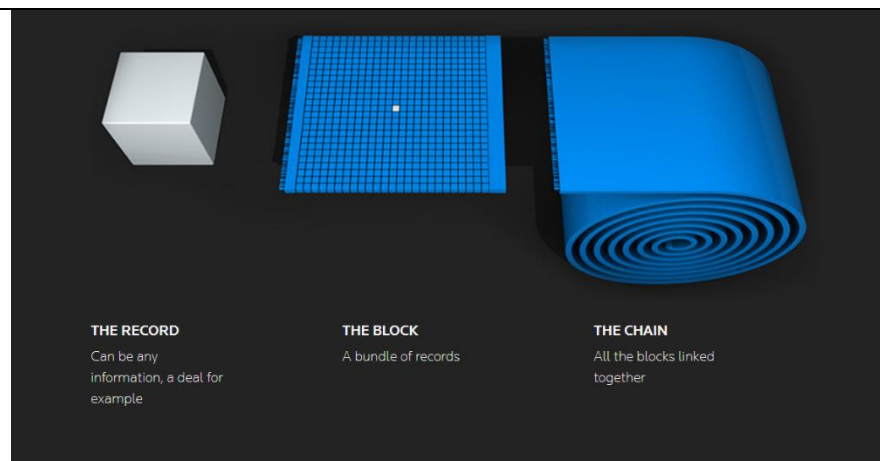 THE RECORD
Can be any
information, a deal for
example
THE BLOCK
A bundle of records
THE CHAIN
All the blocks linked
together